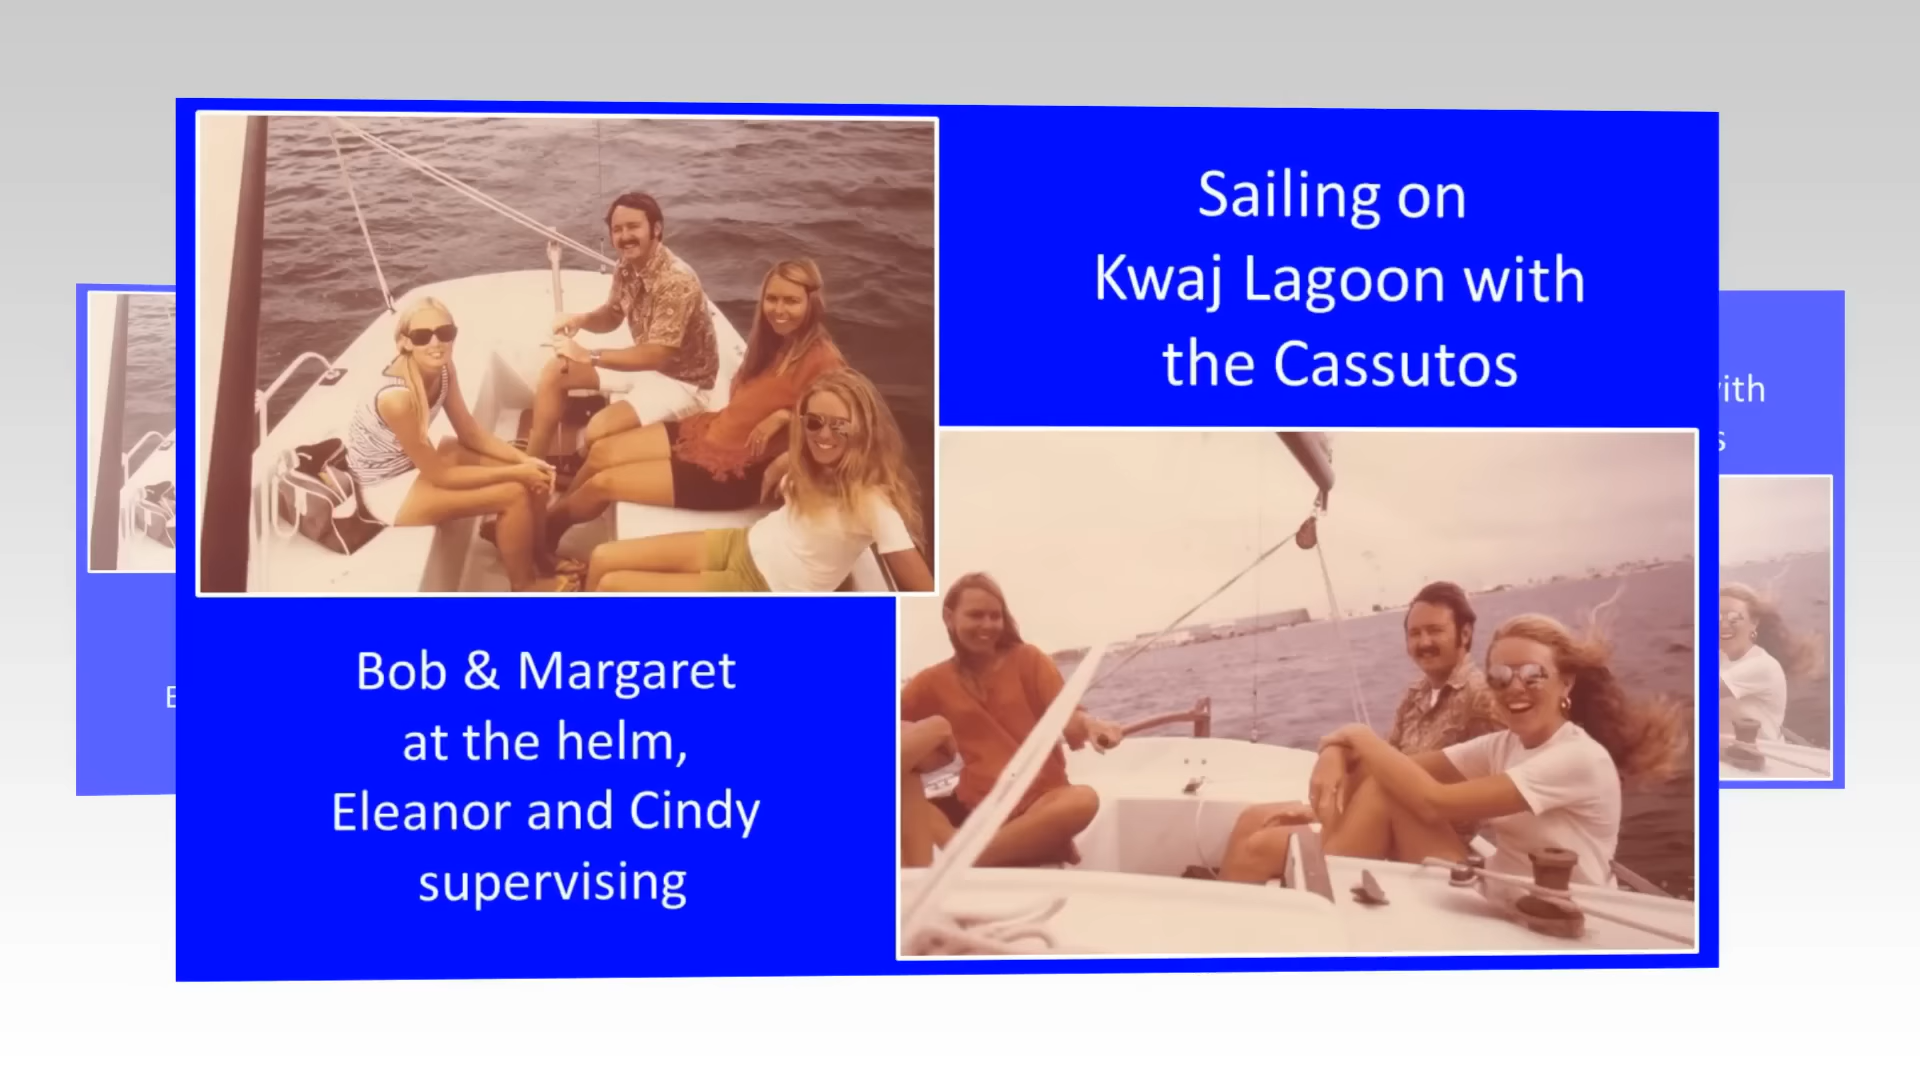 Sailing on
Kwaj Lagoon with
the Cassutos
Bob & Margaret
at the helm,
Eleanor and Cindy
supervising